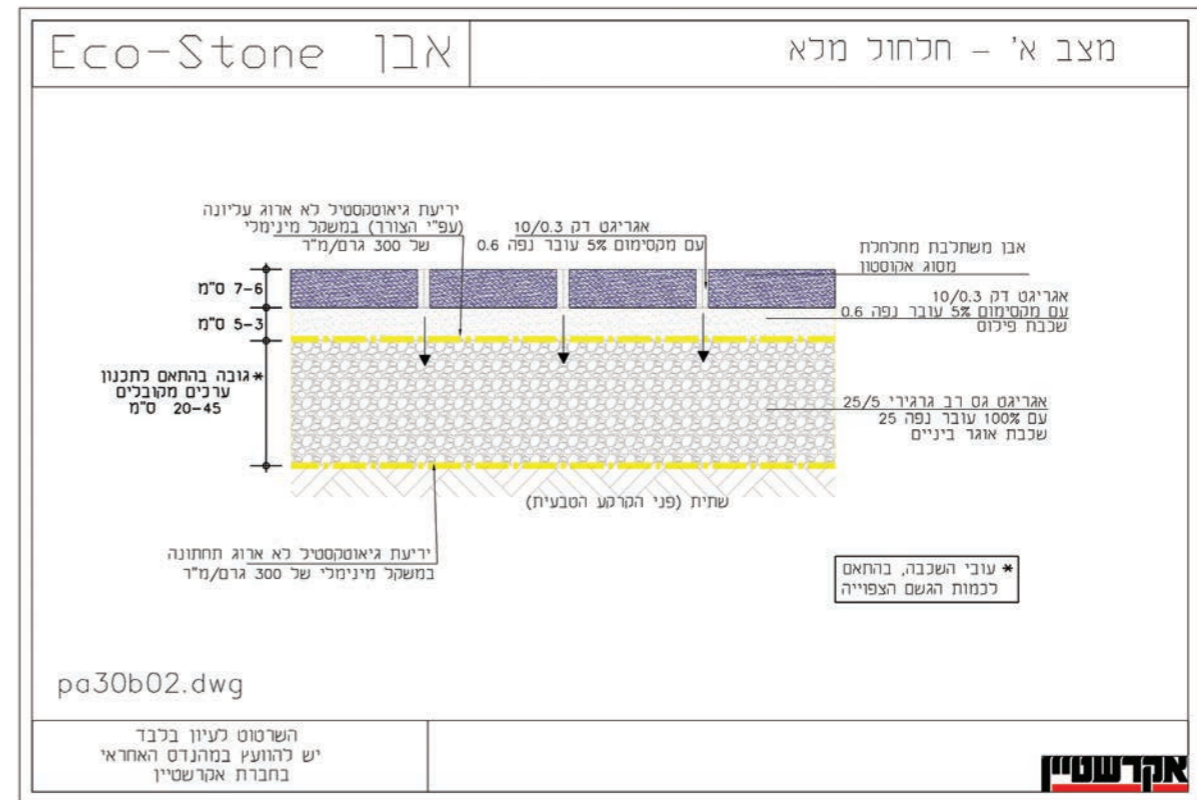 אבן Eco-Stone
מצב א' – חלחול מלא
יריעת גיאוטקסטיל לא ארוג עליונה
(עפ"י הצורך) במשקל מינימלי
של 300 גרם/מ"ר
אגריגט דק 10/0.3
עם מקסימום 5% עובר נפה 0.6
אבן משתלבת מחלחלת
מסוג אקוסטון
אגריגט דק 10/0.3
עם מקסימום 5% עובר נפה 0.6
שכבת פילוס
7-6 ס"מ
5-3 ס"מ
*גובה בהתאם לתכנון
ערכים מקובלים
20-45 ס"מ
אגריגט גס רב גרגירי 25/5
עם 100% עובר נפה 25
שכבת אוגר ביניים
שתית (פני הקרקע הטבעית)
יריעת גיאוטקסטיל לא ארוג תחתונה
במשקל מינימלי של 300 גרם/מ"ר
* עובי השכבה, בהתאם
לכמות הגשם הצפוייה
pa30b02.dwg
השרטוט לעיון בלבד
יש להוועץ במהנדס האחראי
בחברת אקרשטיין
אקרשטיין